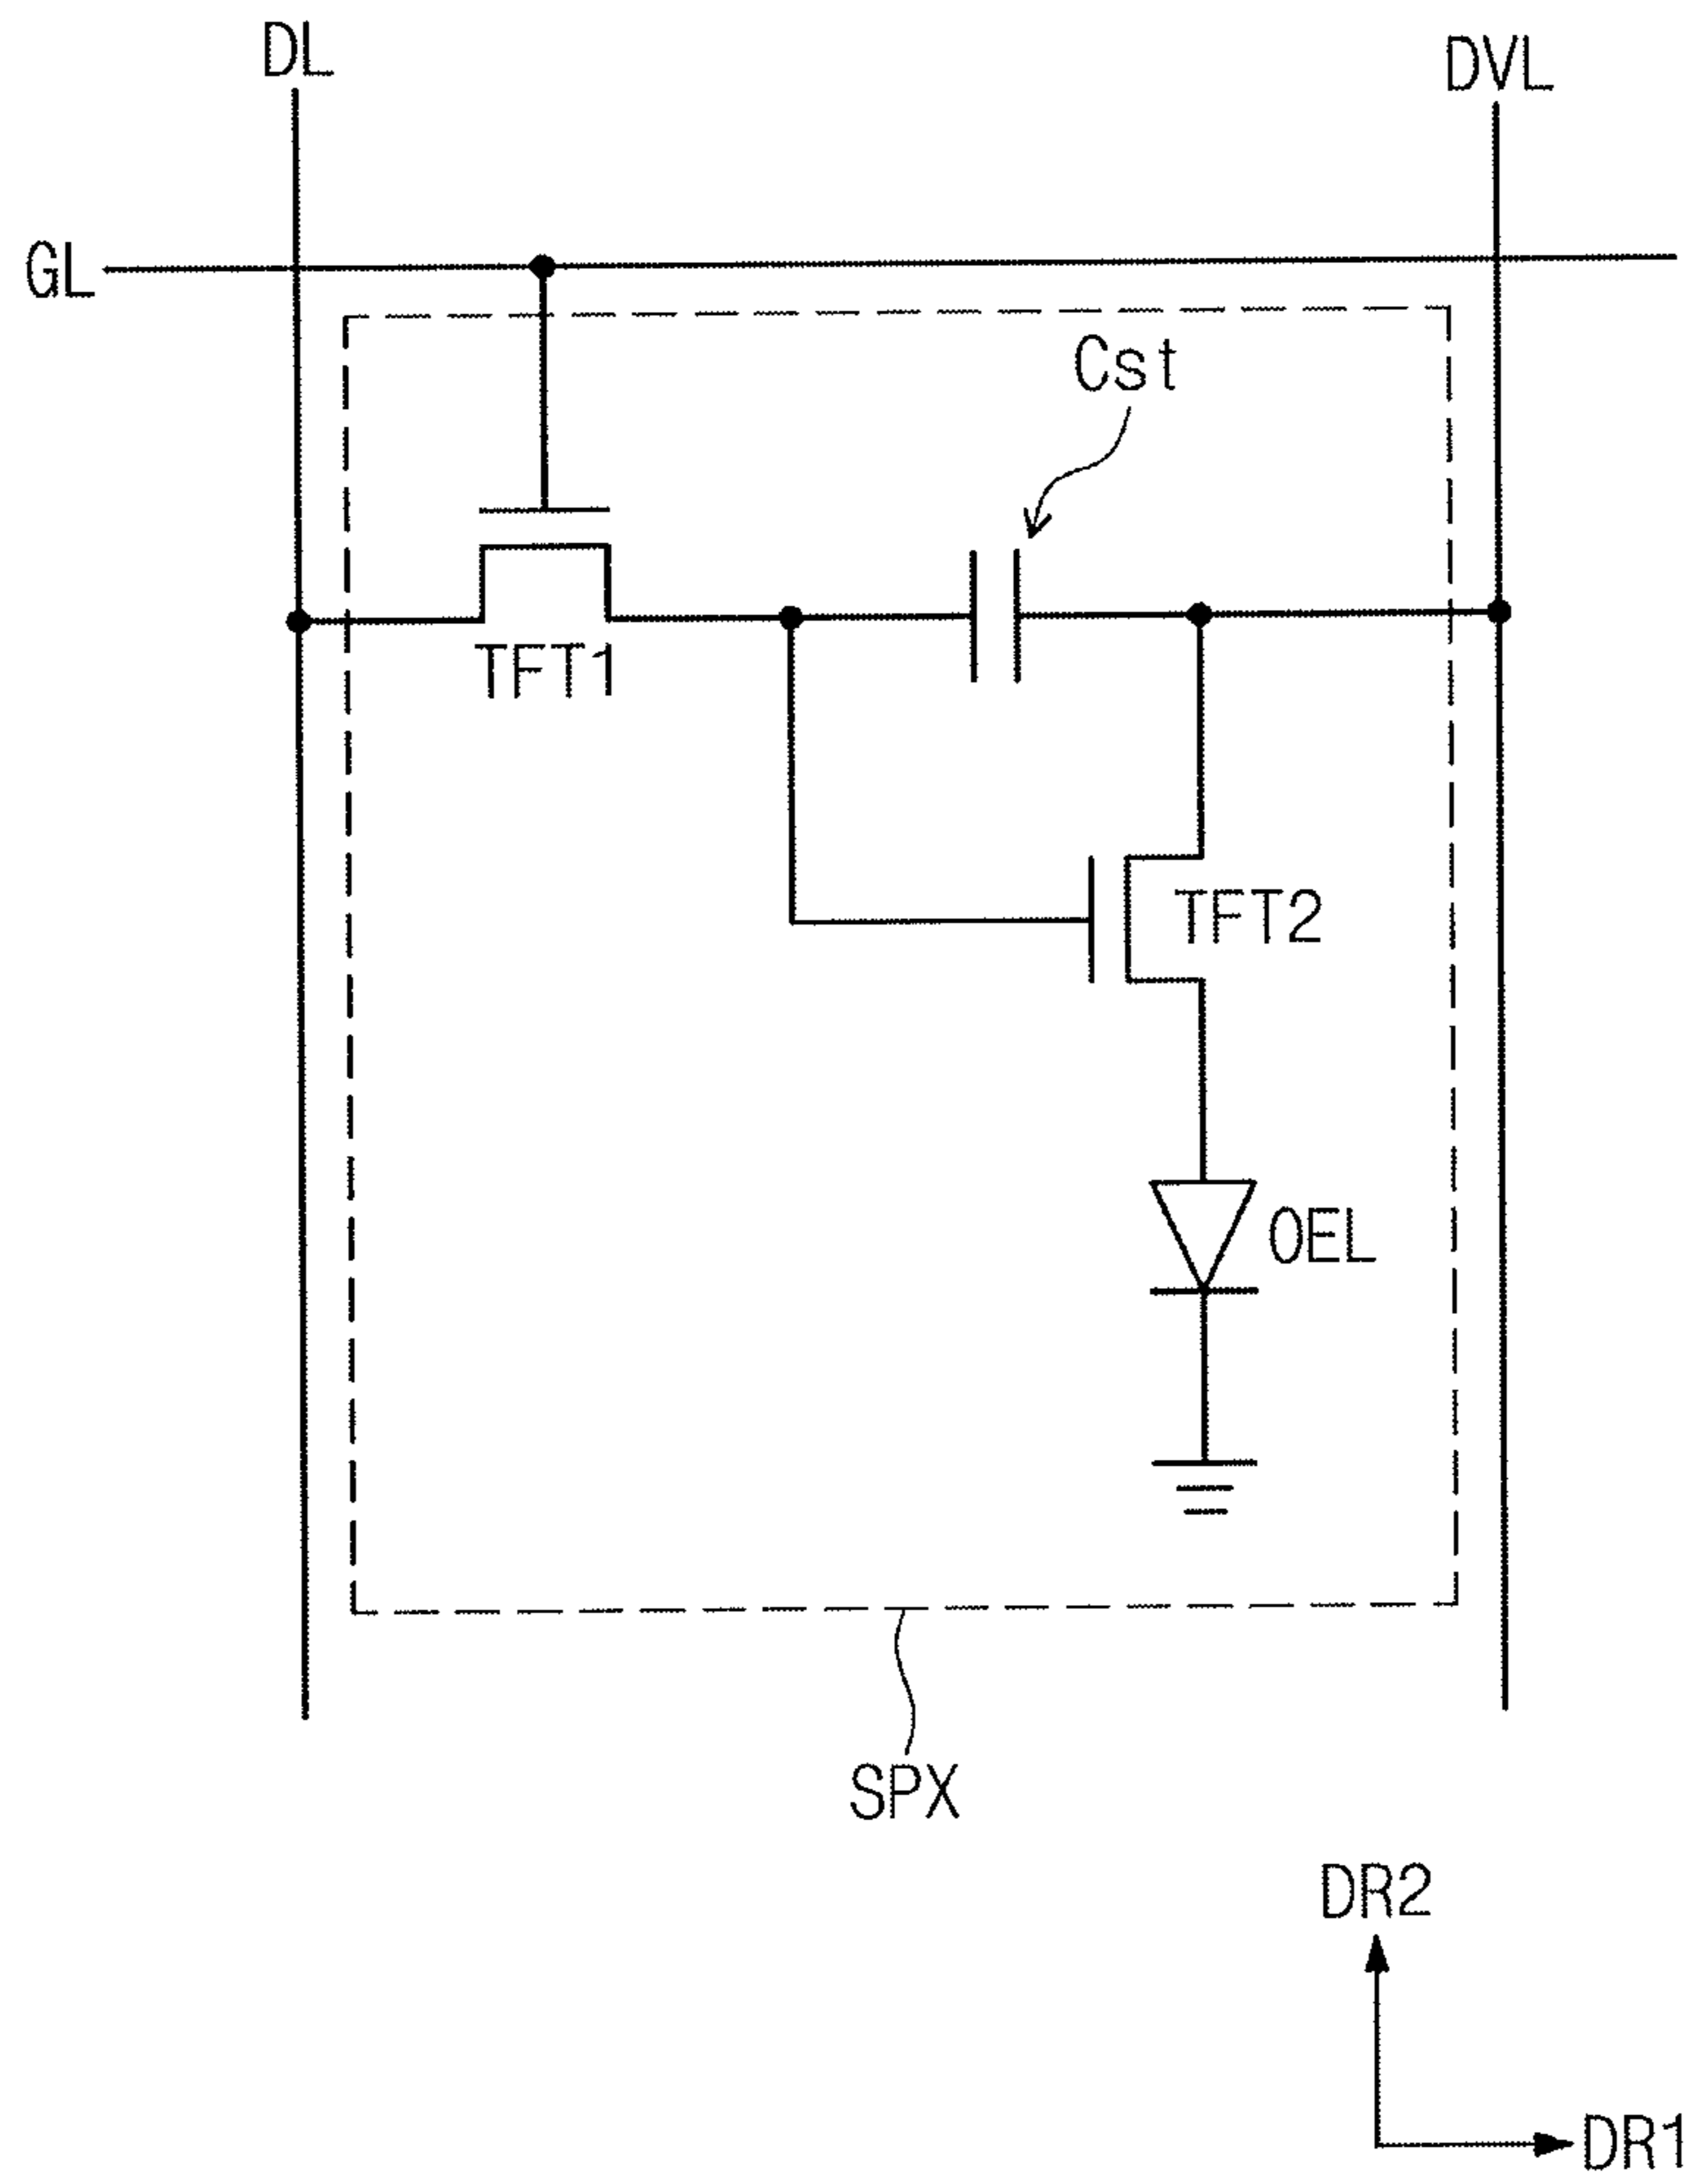 DL
DVL
GL
Cst
TFT1
TFT2
OEL
SPX
DR2
DR1